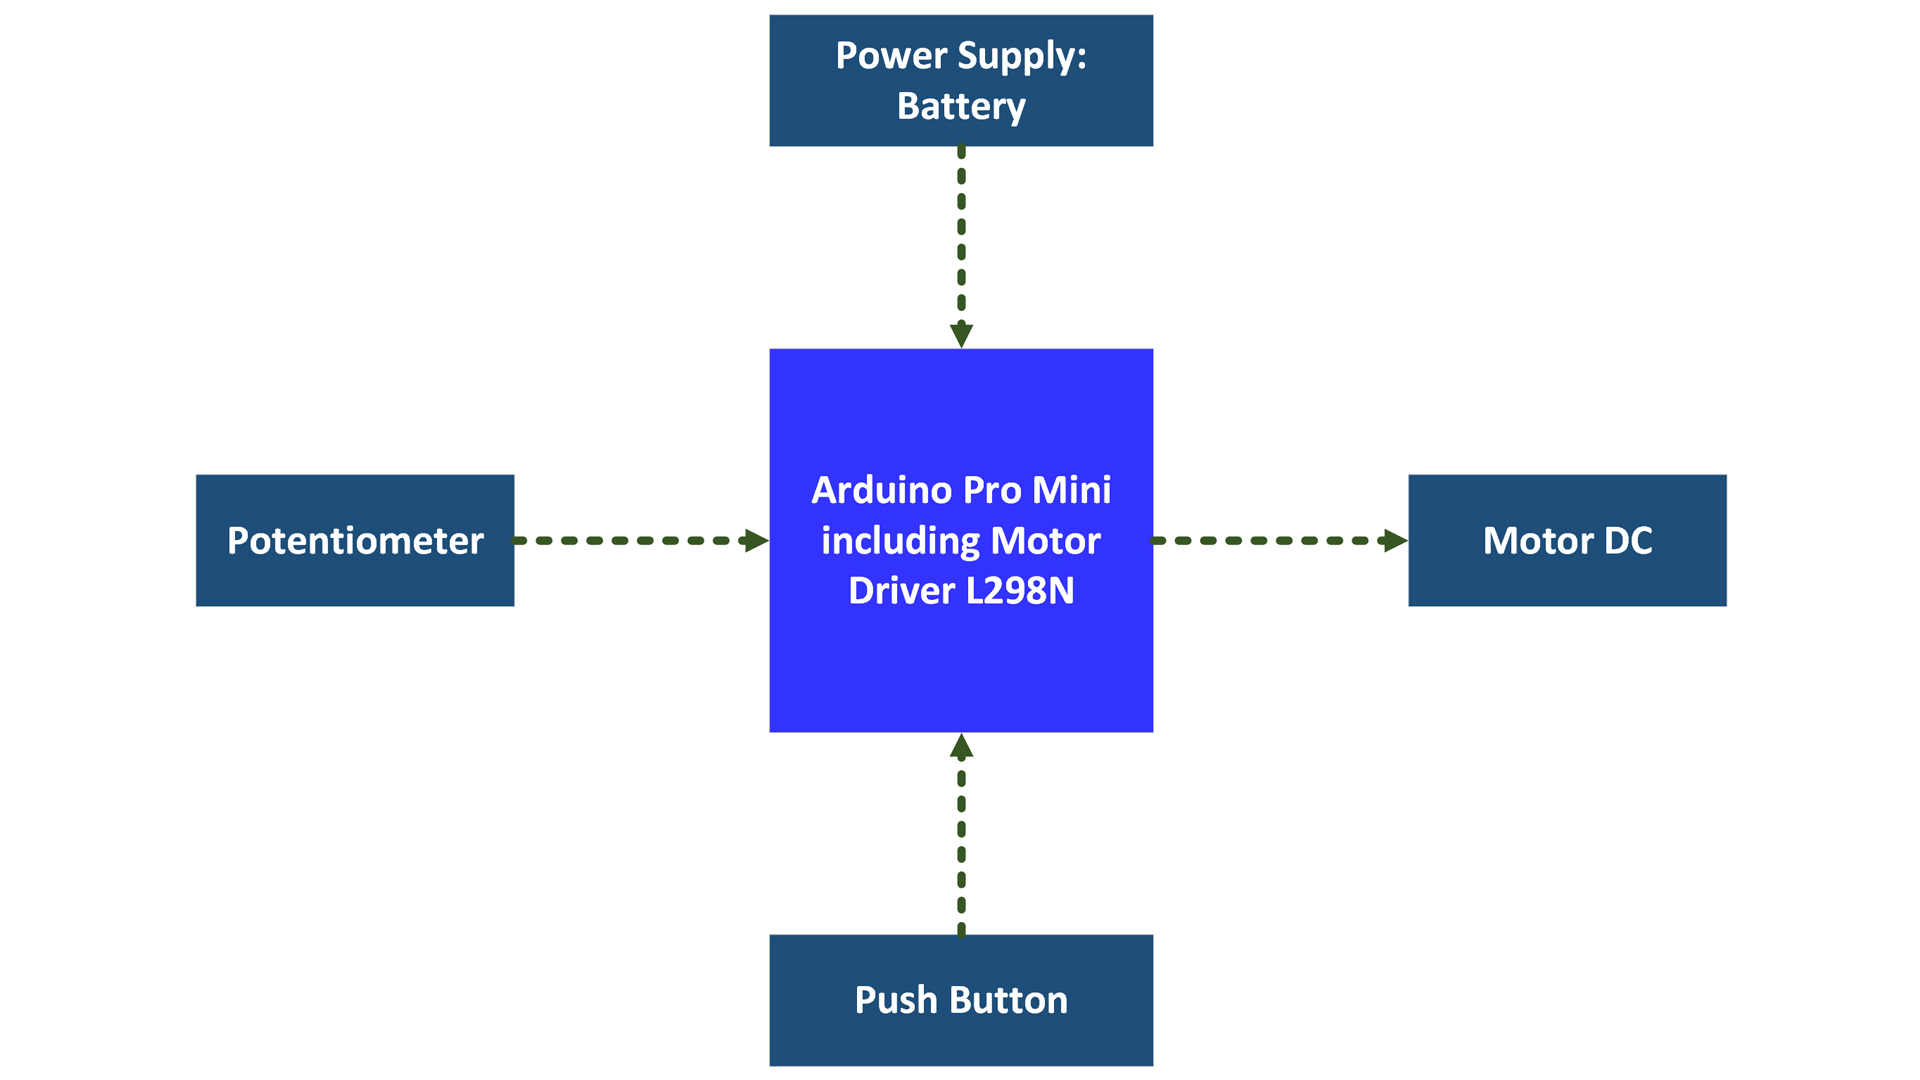 Power Supply:
Battery
Potentiometer
Arduino Pro Mini
including Motor
Driver L298N
Motor DC
Push Button